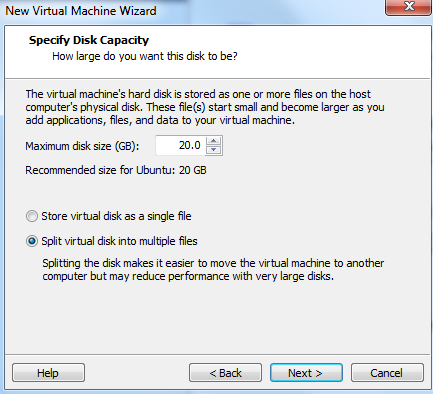 New Virtual Machine Wizard
Specify Disk Capacity
How large do you want this disk to be?
The virtual machine's hard disk is stored as one or more files on the host
computer's physical disk. These file(s) start small and become larger as you
add applications, files, and data to your virtual machine.
Maximum disk size (GB): 20.0
Recommended size for Ubuntu: 20 GB
Store virtual disk as a single file
Split virtual disk into multiple files
Splitting the disk makes it easier to move the virtual machine to another
computer but may reduce performance with very large disks.
Help < Back Next > Cancel